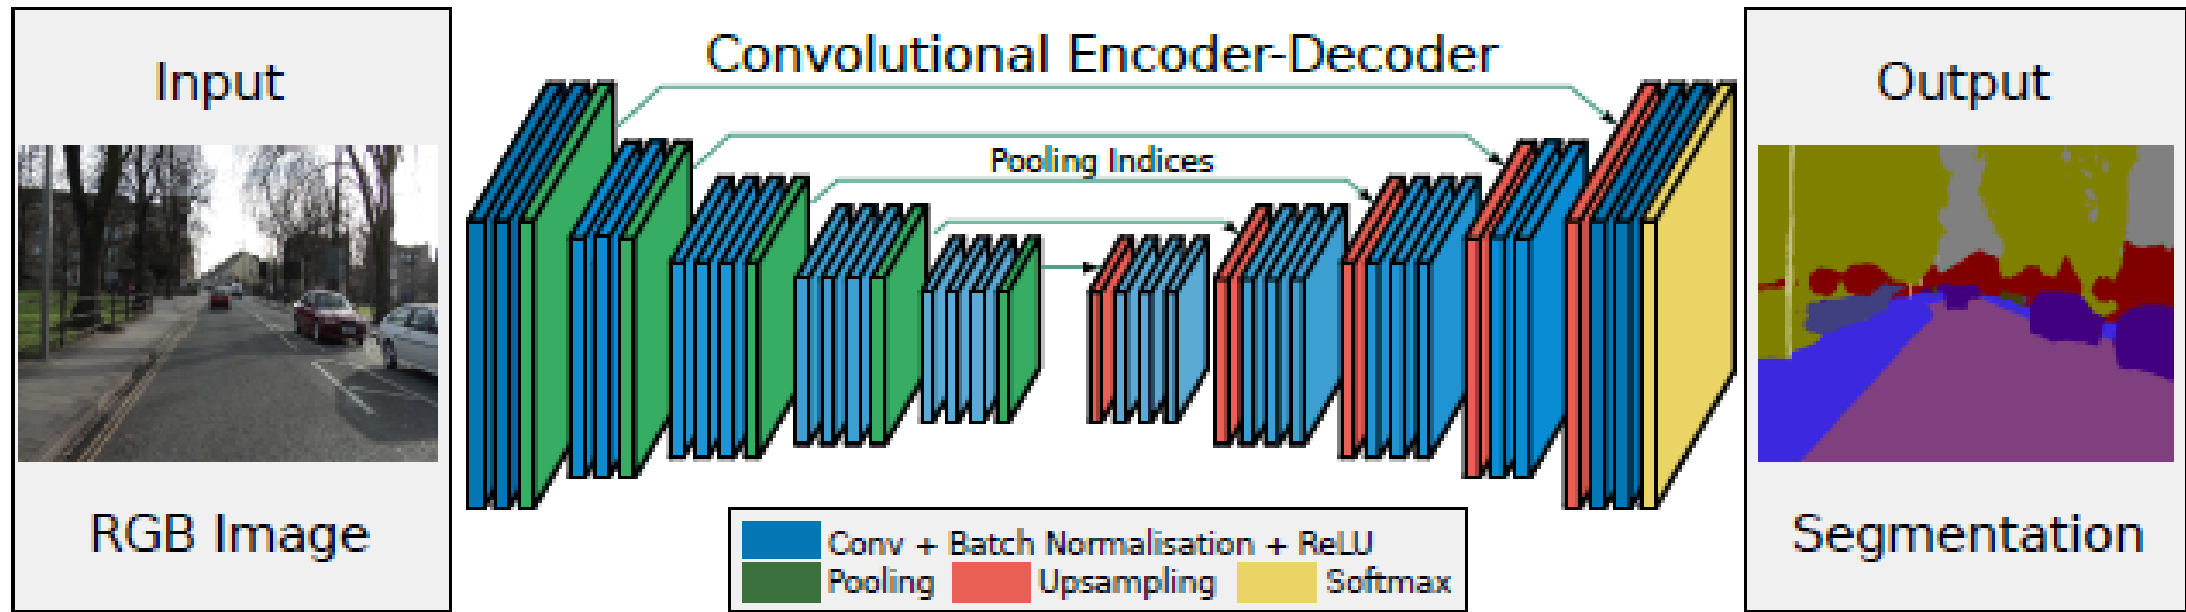 Input
RGB Image
Convolutional Encoder-Decoder
Pooling Indices
Conv + Batch Normalisation + ReLU
Pooling Upsampling Softmax
Output
Segmentation